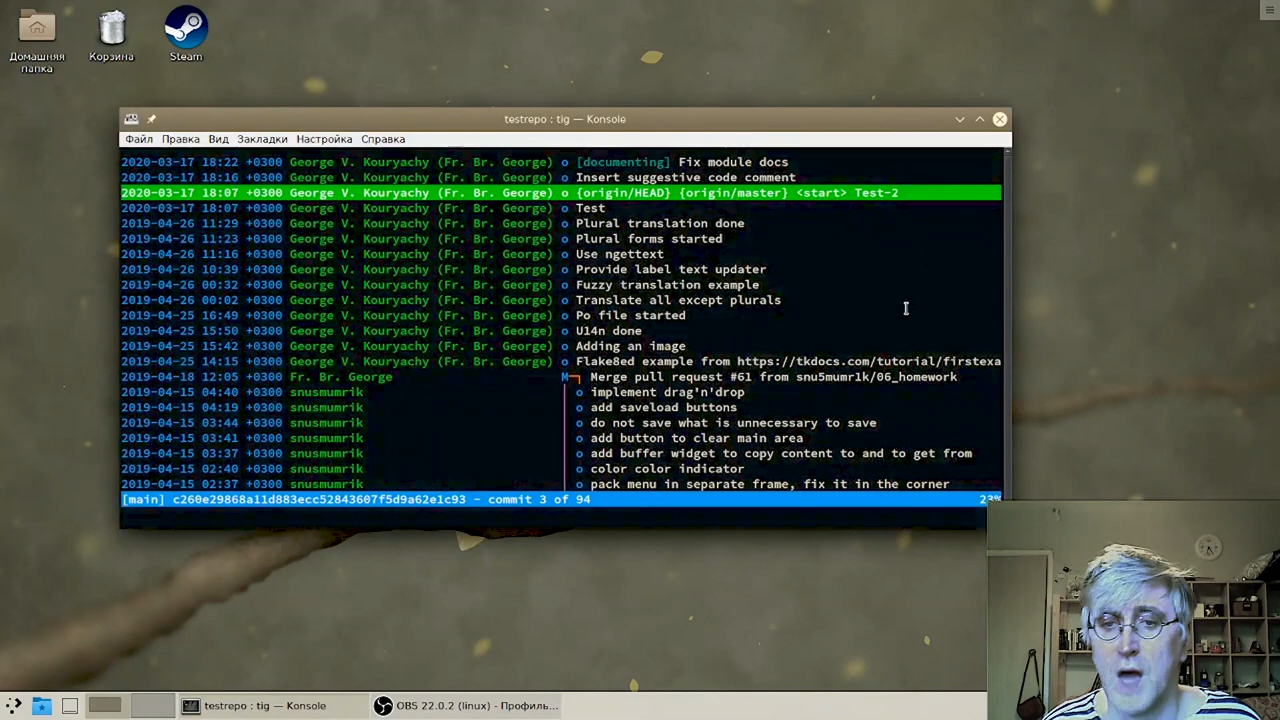 Домашняя папка
Корзина
Steam
testrepo : tig — Konsole
Файл Правка Вид Закладки Настройка Справка
2020-03-17 18:22 +0300 George V. Kouryachy (Fr. Br. George) o [documenting] Fix module docs
2020-03-17 18:16 +0300 George V. Kouryachy (Fr. Br. George) o Insert suggestive code comment
2020-03-17 18:07 +0300 George V. Kouryachy (Fr. Br. George) o {origin/HEAD} {origin/master} <start> Test-2
2020-03-17 18:07 +0300 George V. Kouryachy (Fr. Br. George) o Test
2019-04-26 11:29 +0300 George V. Kouryachy (Fr. Br. George) o Plural translation done
2019-04-26 11:23 +0300 George V. Kouryachy (Fr. Br. George) o Plural forms started
2019-04-26 11:16 +0300 George V. Kouryachy (Fr. Br. George) o Use ngettext
2019-04-26 10:39 +0300 George V. Kouryachy (Fr. Br. George) o Provide label text updater
2019-04-26 00:32 +0300 George V. Kouryachy (Fr. Br. George) o Fuzzy translation example
2019-04-26 00:02 +0300 George V. Kouryachy (Fr. Br. George) o Translate all except plurals
2019-04-25 16:49 +0300 George V. Kouryachy (Fr. Br. George) o Po file started
2019-04-25 15:50 +0300 George V. Kouryachy (Fr. Br. George) o U14n done
2019-04-25 15:42 +0300 George V. Kouryachy (Fr. Br. George) o Adding an image
2019-04-25 14:15 +0300 George V. Kouryachy (Fr. Br. George) o Flake8ed example from https://tkdocs.com/tutorial/firstexa
2019-04-18 12:05 +0300 Fr. Br. George M Merge pull request #61 from snu5mumr1k/06_homework
2019-04-15 04:40 +0300 snusmumrik o implement drag'n'drop
2019-04-15 04:19 +0300 snusmumrik o add saveload buttons
2019-04-15 03:44 +0300 snusmumrik o do not save what is unnecessary to save
2019-04-15 03:41 +0300 snusmumrik o add button to clear main area
2019-04-15 03:37 +0300 snusmumrik o add buffer widget to copy content to and to get from
2019-04-15 02:40 +0300 snusmumrik o color color indicator
2019-04-15 02:37 +0300 snusmumrik o pack menu in separate frame, fix it in the corner
[main] c260e29868a11d883ecc52843607f5d9a62e1c93 - commit 3 of 94 23%
testrepo : tig — Konsole
OBS 22.0.2 (linux) - Профиль...